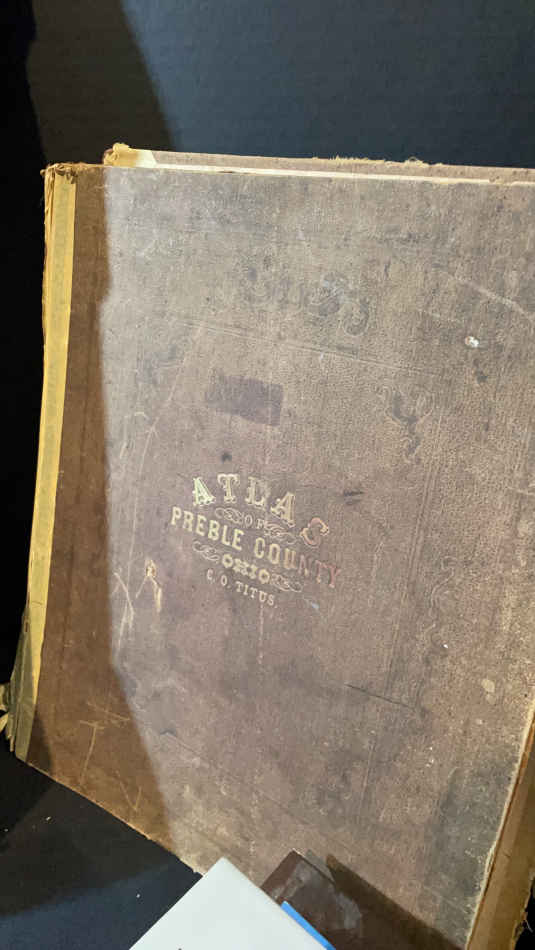 ATLAS
OF
PREBLE COUNTY
OHIO
C. O. TITUS.